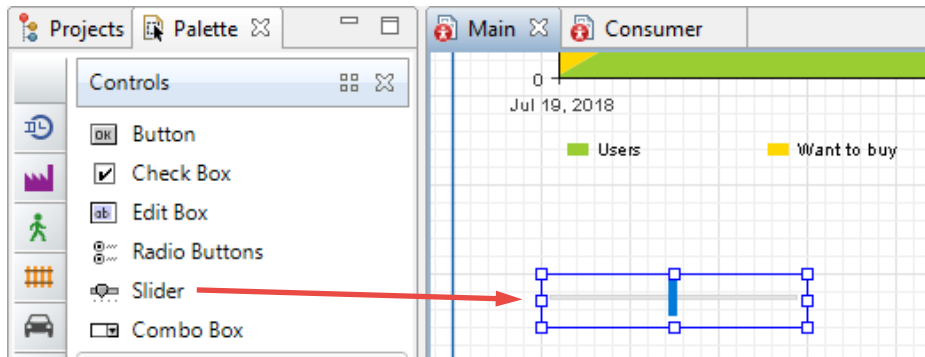 Projects
Palette
Main
Consumer
Controls
OK
Button
Check Box
ab
Edit Box
Radio Buttons
Slider
Combo Box
0
Jul 19, 2018
Users
Want to buy